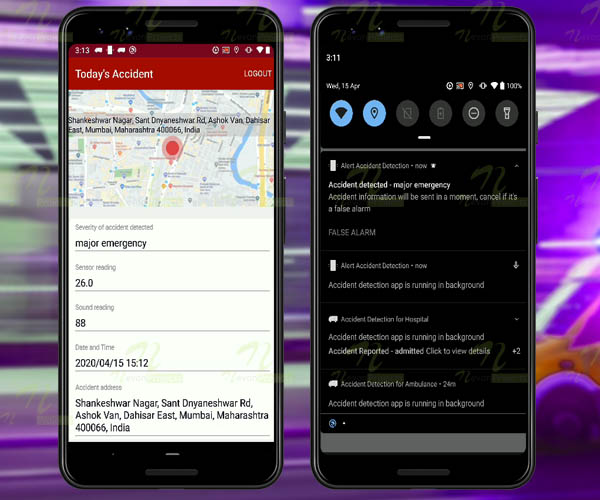 3:13
Today's Accident
LOGOUT
Shankeshwar Nagar, Sant Dnyaneshwar Rd, Ashok Van, Dahisar
East, Mumbai, Maharashtra 400066, India
Severity of accident detected
major emergency
Sensor reading
26.0
Sound reading
88
Date and Time
2020/04/15 15:12
Accident address
Shankeshwar Nagar, Sant Dnyaneshwar Rd,
Ashok Van, Dahisar East, Mumbai, Maharashtra
400066, India
3:11
Wed, 15 Apr
100%
Alert Accident Detection • now
Accident detected - major emergency
Accident information will be sent in a moment, cancel if it's
a false alarm
FALSE ALARM
Alert Accident Detection • now
Accident detection app is running in background
Accident Detection for Hospital
Accident detection app is running in background
Accident Reported - admitted Click to view details
+2
Accident Detection for Ambulance • 24m
Accident detection app is running in background